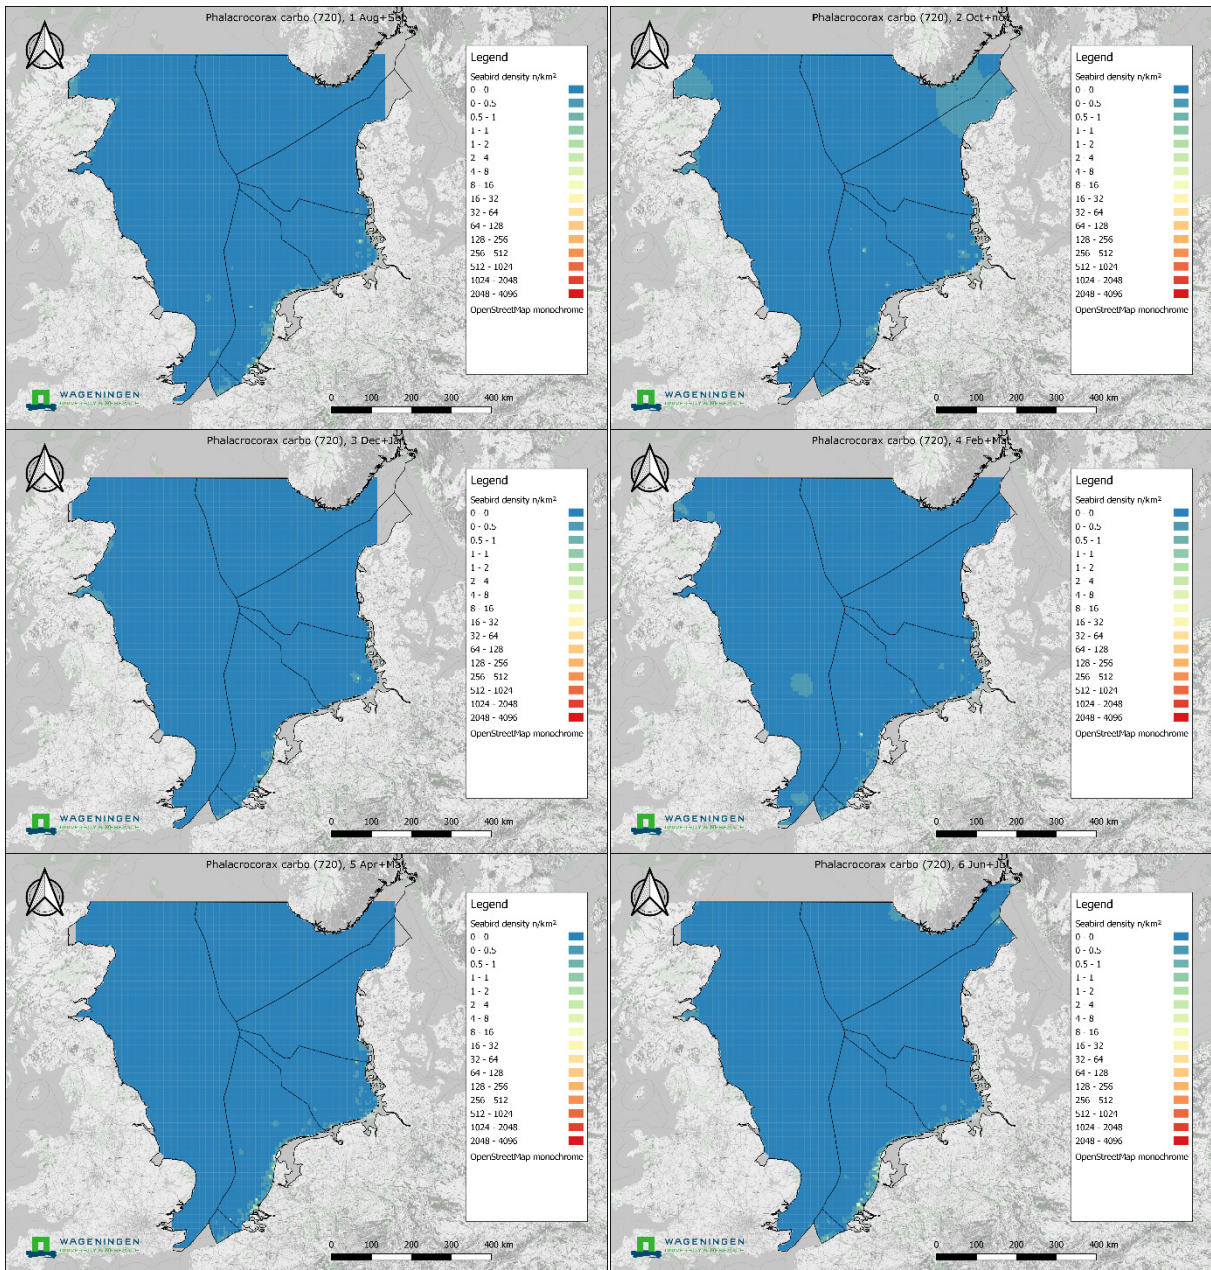 Phalacrocorax carbo (720), 1 Aug+Sep
Legend
Seabird density n/km²
0 - 0
0 - 0.5
0.5 - 1
1 - 1
1 - 2
2 - 4
4 - 8
8 - 16
16 - 32
32 - 64
64 - 128
128 - 256
256 - 512
512 - 1024
1024 - 2048
2048 - 4096
OpenStreetMap monochrome
WAGENINGEN
UNIVERSITY & RESEARCH
0 100 200 300 400 km
Phalacrocorax carbo (720), 2 Oct+nov
Legend
Seabird density n/km²
0 - 0
0 - 0.5
0.5 - 1
1 - 1
1 - 2
2 - 4
4 - 8
8 - 16
16 - 32
32 - 64
64 - 128
128 - 256
256 - 512
512 - 1024
1024 - 2048
2048 - 4096
OpenStreetMap monochrome
WAGENINGEN
UNIVERSITY & RESEARCH
0 100 200 300 400 km
Phalacrocorax carbo (720), 3 Dec+Jan
Legend
Seabird density n/km²
0 - 0
0 - 0.5
0.5 - 1
1 - 1
1 - 2
2 - 4
4 - 8
8 - 16
16 - 32
32 - 64
64 - 128
128 - 256
256 - 512
512 - 1024
1024 - 2048
2048 - 4096
OpenStreetMap monochrome
WAGENINGEN
UNIVERSITY & RESEARCH
0 100 200 300 400 km
Phalacrocorax carbo (720), 4 Feb+Mar
Legend
Seabird density n/km²
0 - 0
0 - 0.5
0.5 - 1
1 - 1
1 - 2
2 - 4
4 - 8
8 - 16
16 - 32
32 - 64
64 - 128
128 - 256
256 - 512
512 - 1024
1024 - 2048
2048 - 4096
OpenStreetMap monochrome
WAGENINGEN
UNIVERSITY & RESEARCH
0 100 200 300 400 km
Phalacrocorax carbo (720), 5 Apr+May
Legend
Seabird density n/km²
0 - 0
0 - 0.5
0.5 - 1
1 - 1
1 - 2
2 - 4
4 - 8
8 - 16
16 - 32
32 - 64
64 - 128
128 - 256
256 - 512
512 - 1024
1024 - 2048
2048 - 4096
OpenStreetMap monochrome
WAGENINGEN
UNIVERSITY & RESEARCH
0 100 200 300 400 km
Phalacrocorax carbo (720), 6 Jun+Jul
Legend
Seabird density n/km²
0 - 0
0 - 0.5
0.5 - 1
1 - 1
1 - 2
2 - 4
4 - 8
8 - 16
16 - 32
32 - 64
64 - 128
128 - 256
256 - 512
512 - 1024
1024 - 2048
2048 - 4096
OpenStreetMap monochrome
WAGENINGEN
UNIVERSITY & RESEARCH
0 100 200 300 400 km